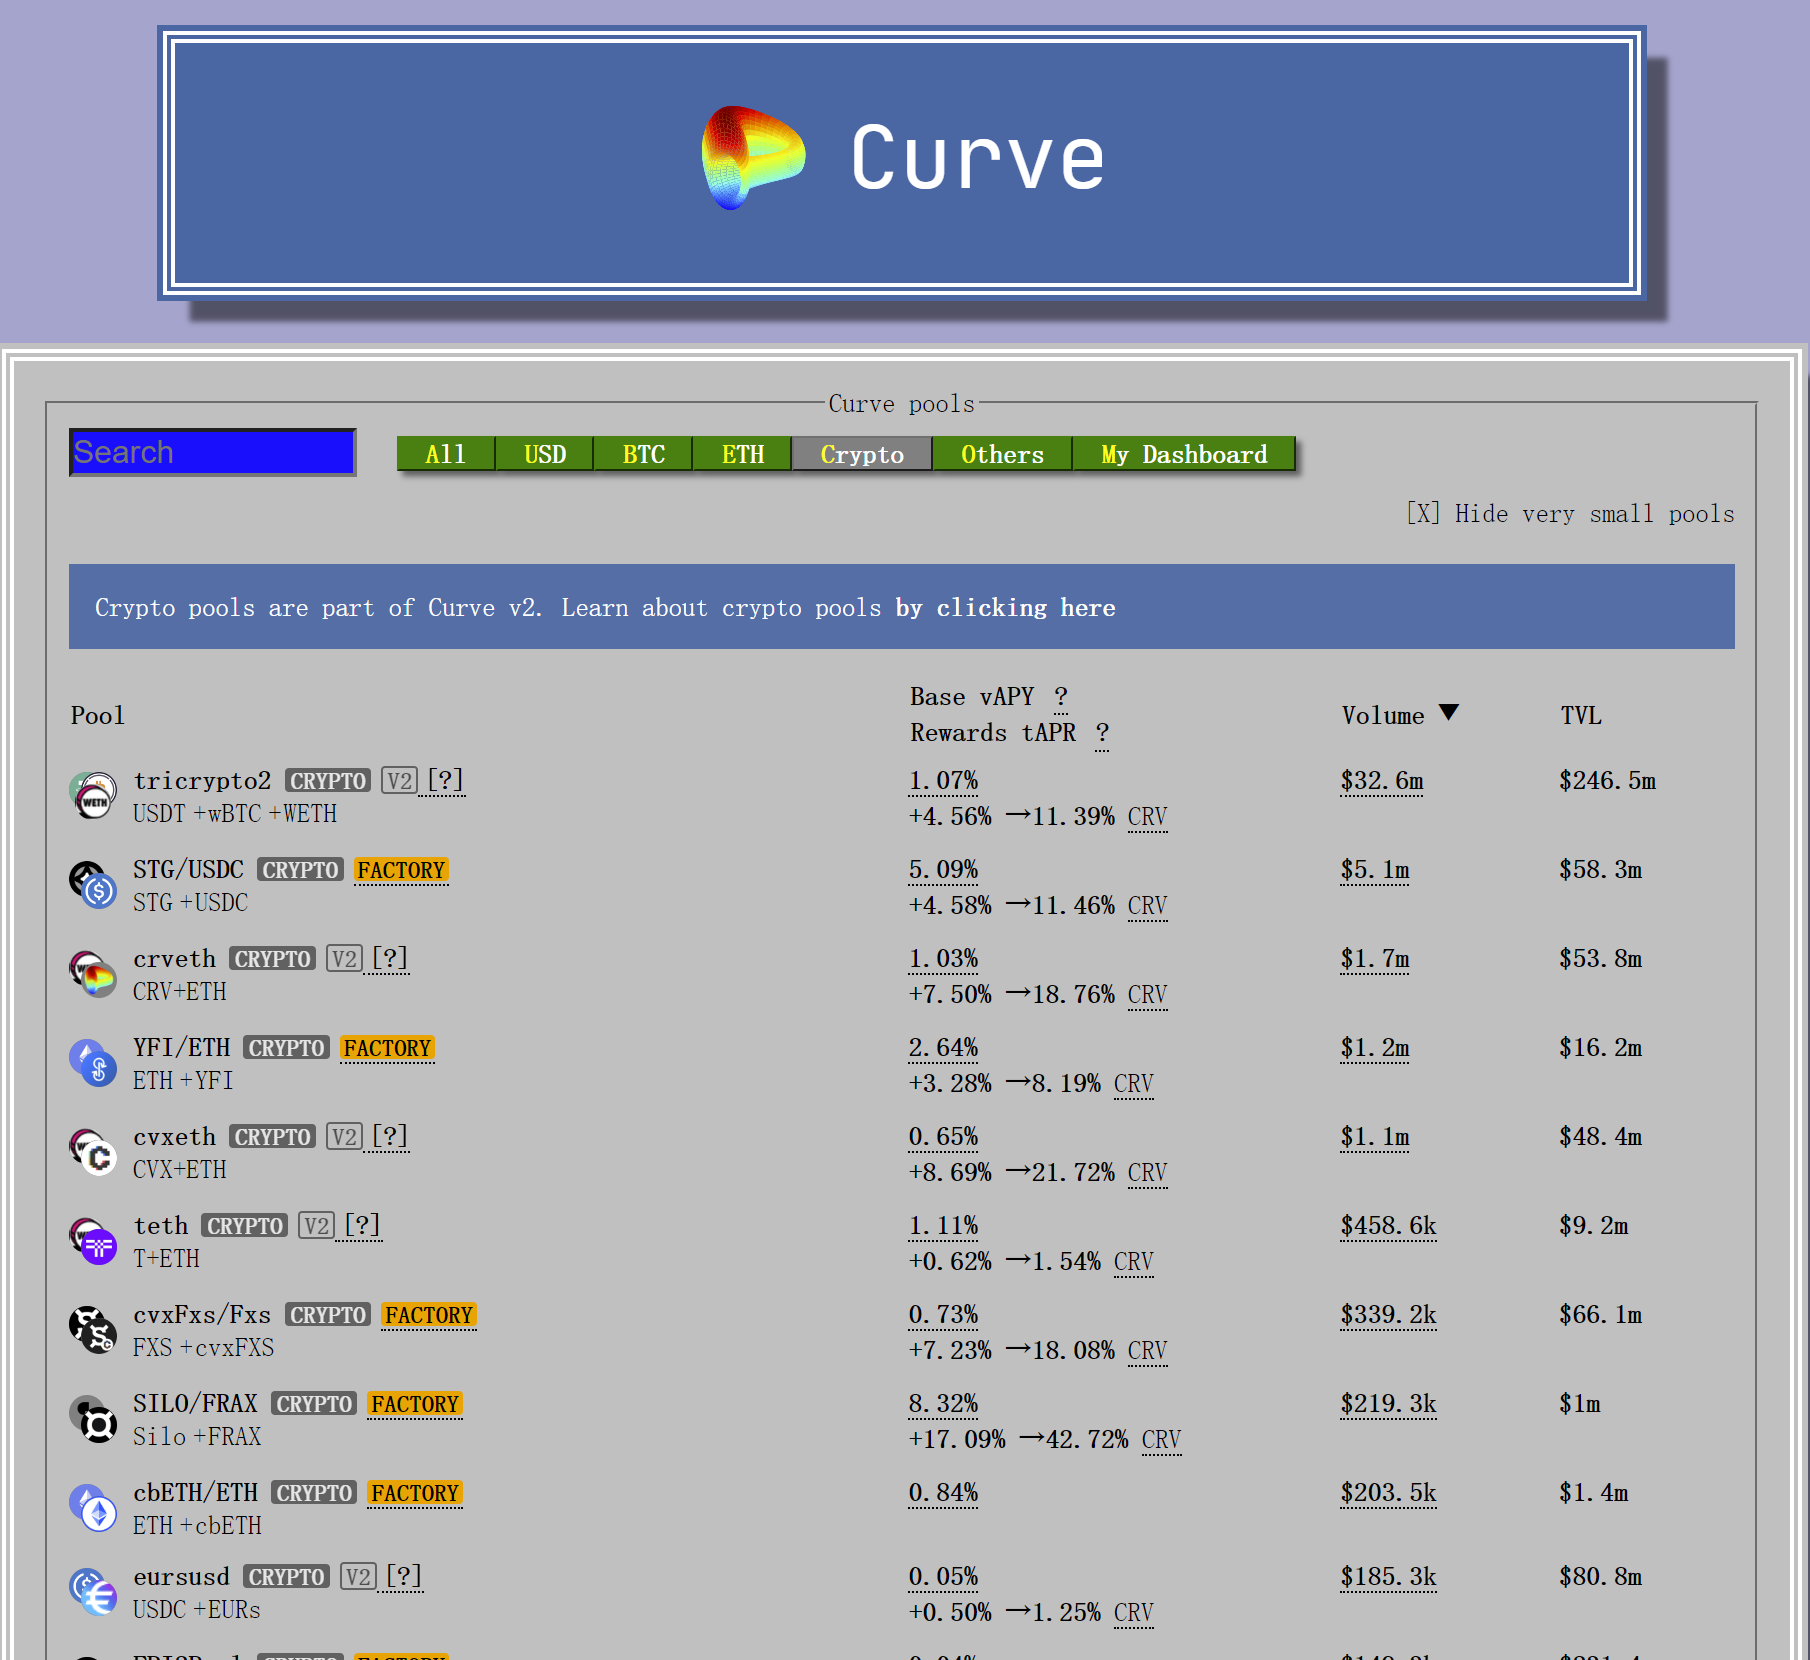 Curve
Curve pools
Search
All USD BTC ETH Crypto Others My Dashboard
[X] Hide very small pools
Crypto pools are part of Curve v2. Learn about crypto pools by clicking here
Base vAPY ?
Pool Volume ▼ TVL
Rewards tAPR ?
tricrypto2 CRYPTO V2 [?] 1.07% $32.6m $246.5m
WETH
USDT +wBTC +WETH +4.56% →11.39% CRV
STG/USDC CRYPTO FACTORY 5.09% $5.1m $58.3m
STG +USDC +4.58% →11.46% CRV
crveth CRYPTO V2 [?] 1.03% $1.7m $53.8m
CRV+ETH +7.50% →18.76% CRV
YFI/ETH CRYPTO FACTORY 2.64% $1.2m $16.2m
ETH +YFI +3.28% →8.19% CRV
cvxeth CRYPTO V2 [?] 0.65% $1.1m $48.4m
CVX+ETH +8.69% →21.72% CRV
teth CRYPTO V2 [?] 1.11% $458.6k $9.2m
T+ETH +0.62% →1.54% CRV
cvxFxs/Fxs CRYPTO FACTORY 0.73% $339.2k $66.1m
FXS +cvxFXS +7.23% →18.08% CRV
SILO/FRAX CRYPTO FACTORY 8.32% $219.3k $1m
Silo +FRAX +17.09% →42.72% CRV
cbETH/ETH CRYPTO FACTORY 0.84% $203.5k $1.4m
ETH +cbETH
eursusd CRYPTO V2 [?] 0.05% $185.3k $80.8m
USDC +EURs +0.50% →1.25% CRV
CRYPTO FACTORY